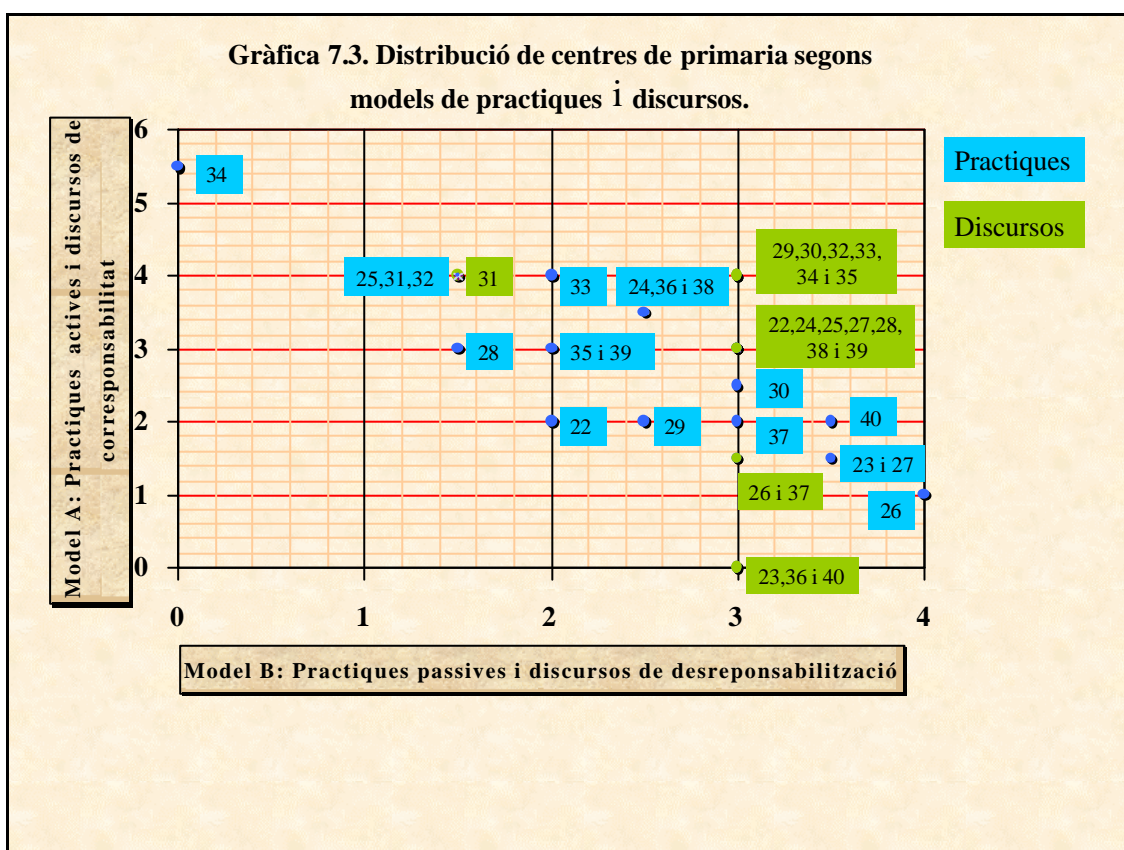 Gràfica 7.3. Distribució de centres de primaria segons
models de practiques i discursos.
Model A: Practiques actives i discursos de
corresponsabilitat
6
5
4
3
2
1
0
34
25,31,32
31
33
24,36 i 38
29,30,32,33,
34 i 35
28
35 i 39
22,24,25,27,28,
38 i 39
30
22
29
37
40
23 i 27
26 i 37
26
23,36 i 40
0
1
2
3
4
Model B: Practiques passives i discursos de desreponsabilització
Practiques
Discursos